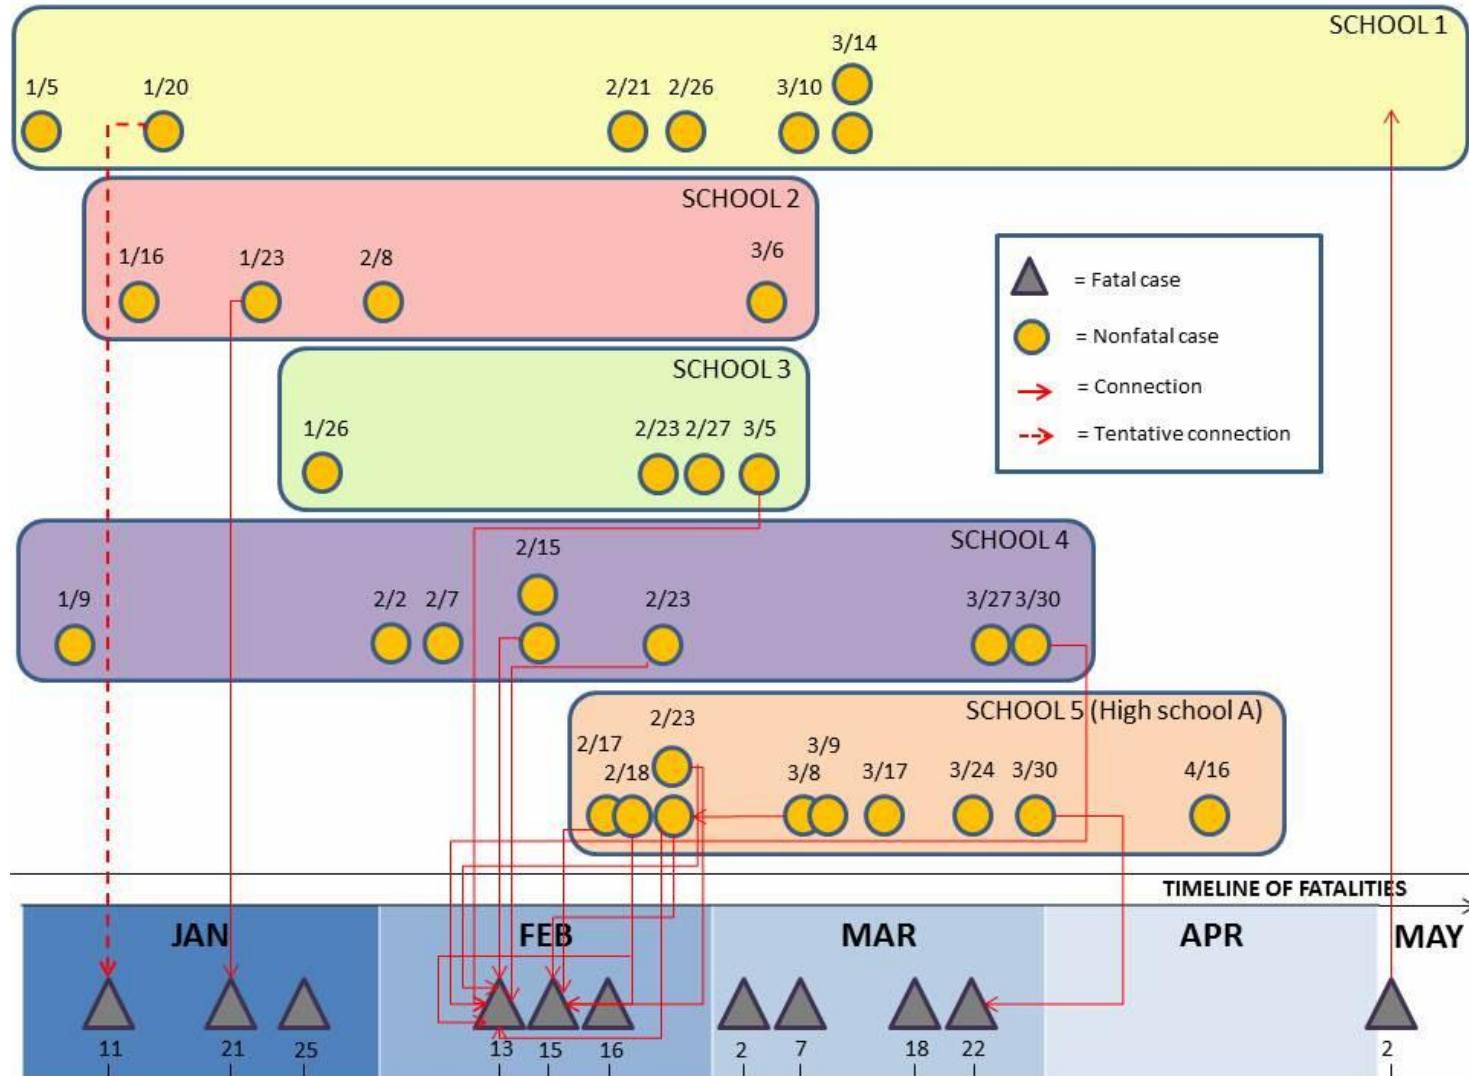 SCHOOL 1
3/14
1/5 1/20 2/21 2/26 3/10
SCHOOL 2
1/16 1/23 2/8 3/6
= Fatal case
= Nonfatal case
= Connection
= Tentative connection
SCHOOL 3
1/26 2/23 2/27 3/5
SCHOOL 4
2/15
1/9 2/2 2/7 2/23 3/27 3/30
SCHOOL 5 (High school A)
2/23
2/17 3/9
2/18 3/8 3/17 3/24 3/30 4/16
TIMELINE OF FATALITIES
JAN FEB MAR APR MAY
11 21 25 13 15 16 2 7 18 22 2